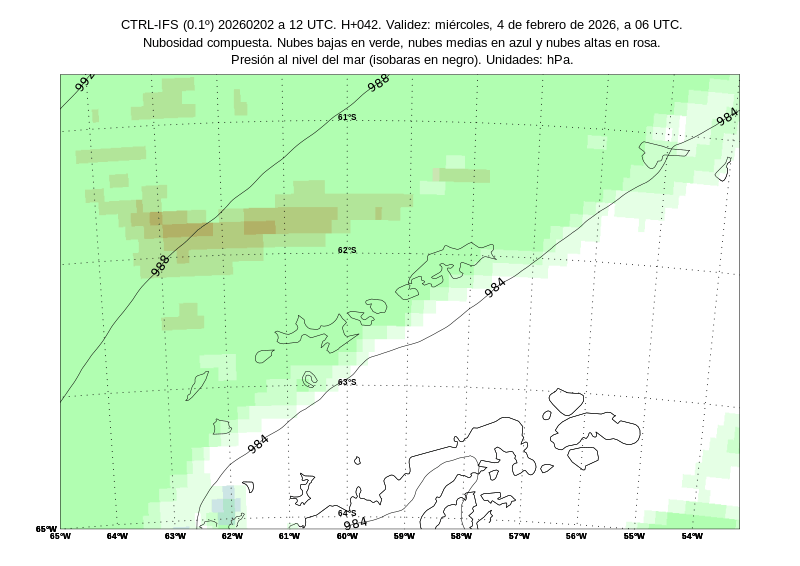 CTRL-IFS (0.1º) 20260202 a 12 UTC. H+042. Validez: miércoles, 4 de febrero de 2026, a 06 UTC.
Nubosidad compuesta. Nubes bajas en verde, nubes medias en azul y nubes altas en rosa.
Presión al nivel del mar (isobaras en negro). Unidades: hPa.
992
988
984
61°S
62°S
988
984
63°S
984
64°S
984
65°W
65°W
64°W
63°W
62°W
61°W
60°W
59°W
58°W
57°W
56°W
55°W
54°W